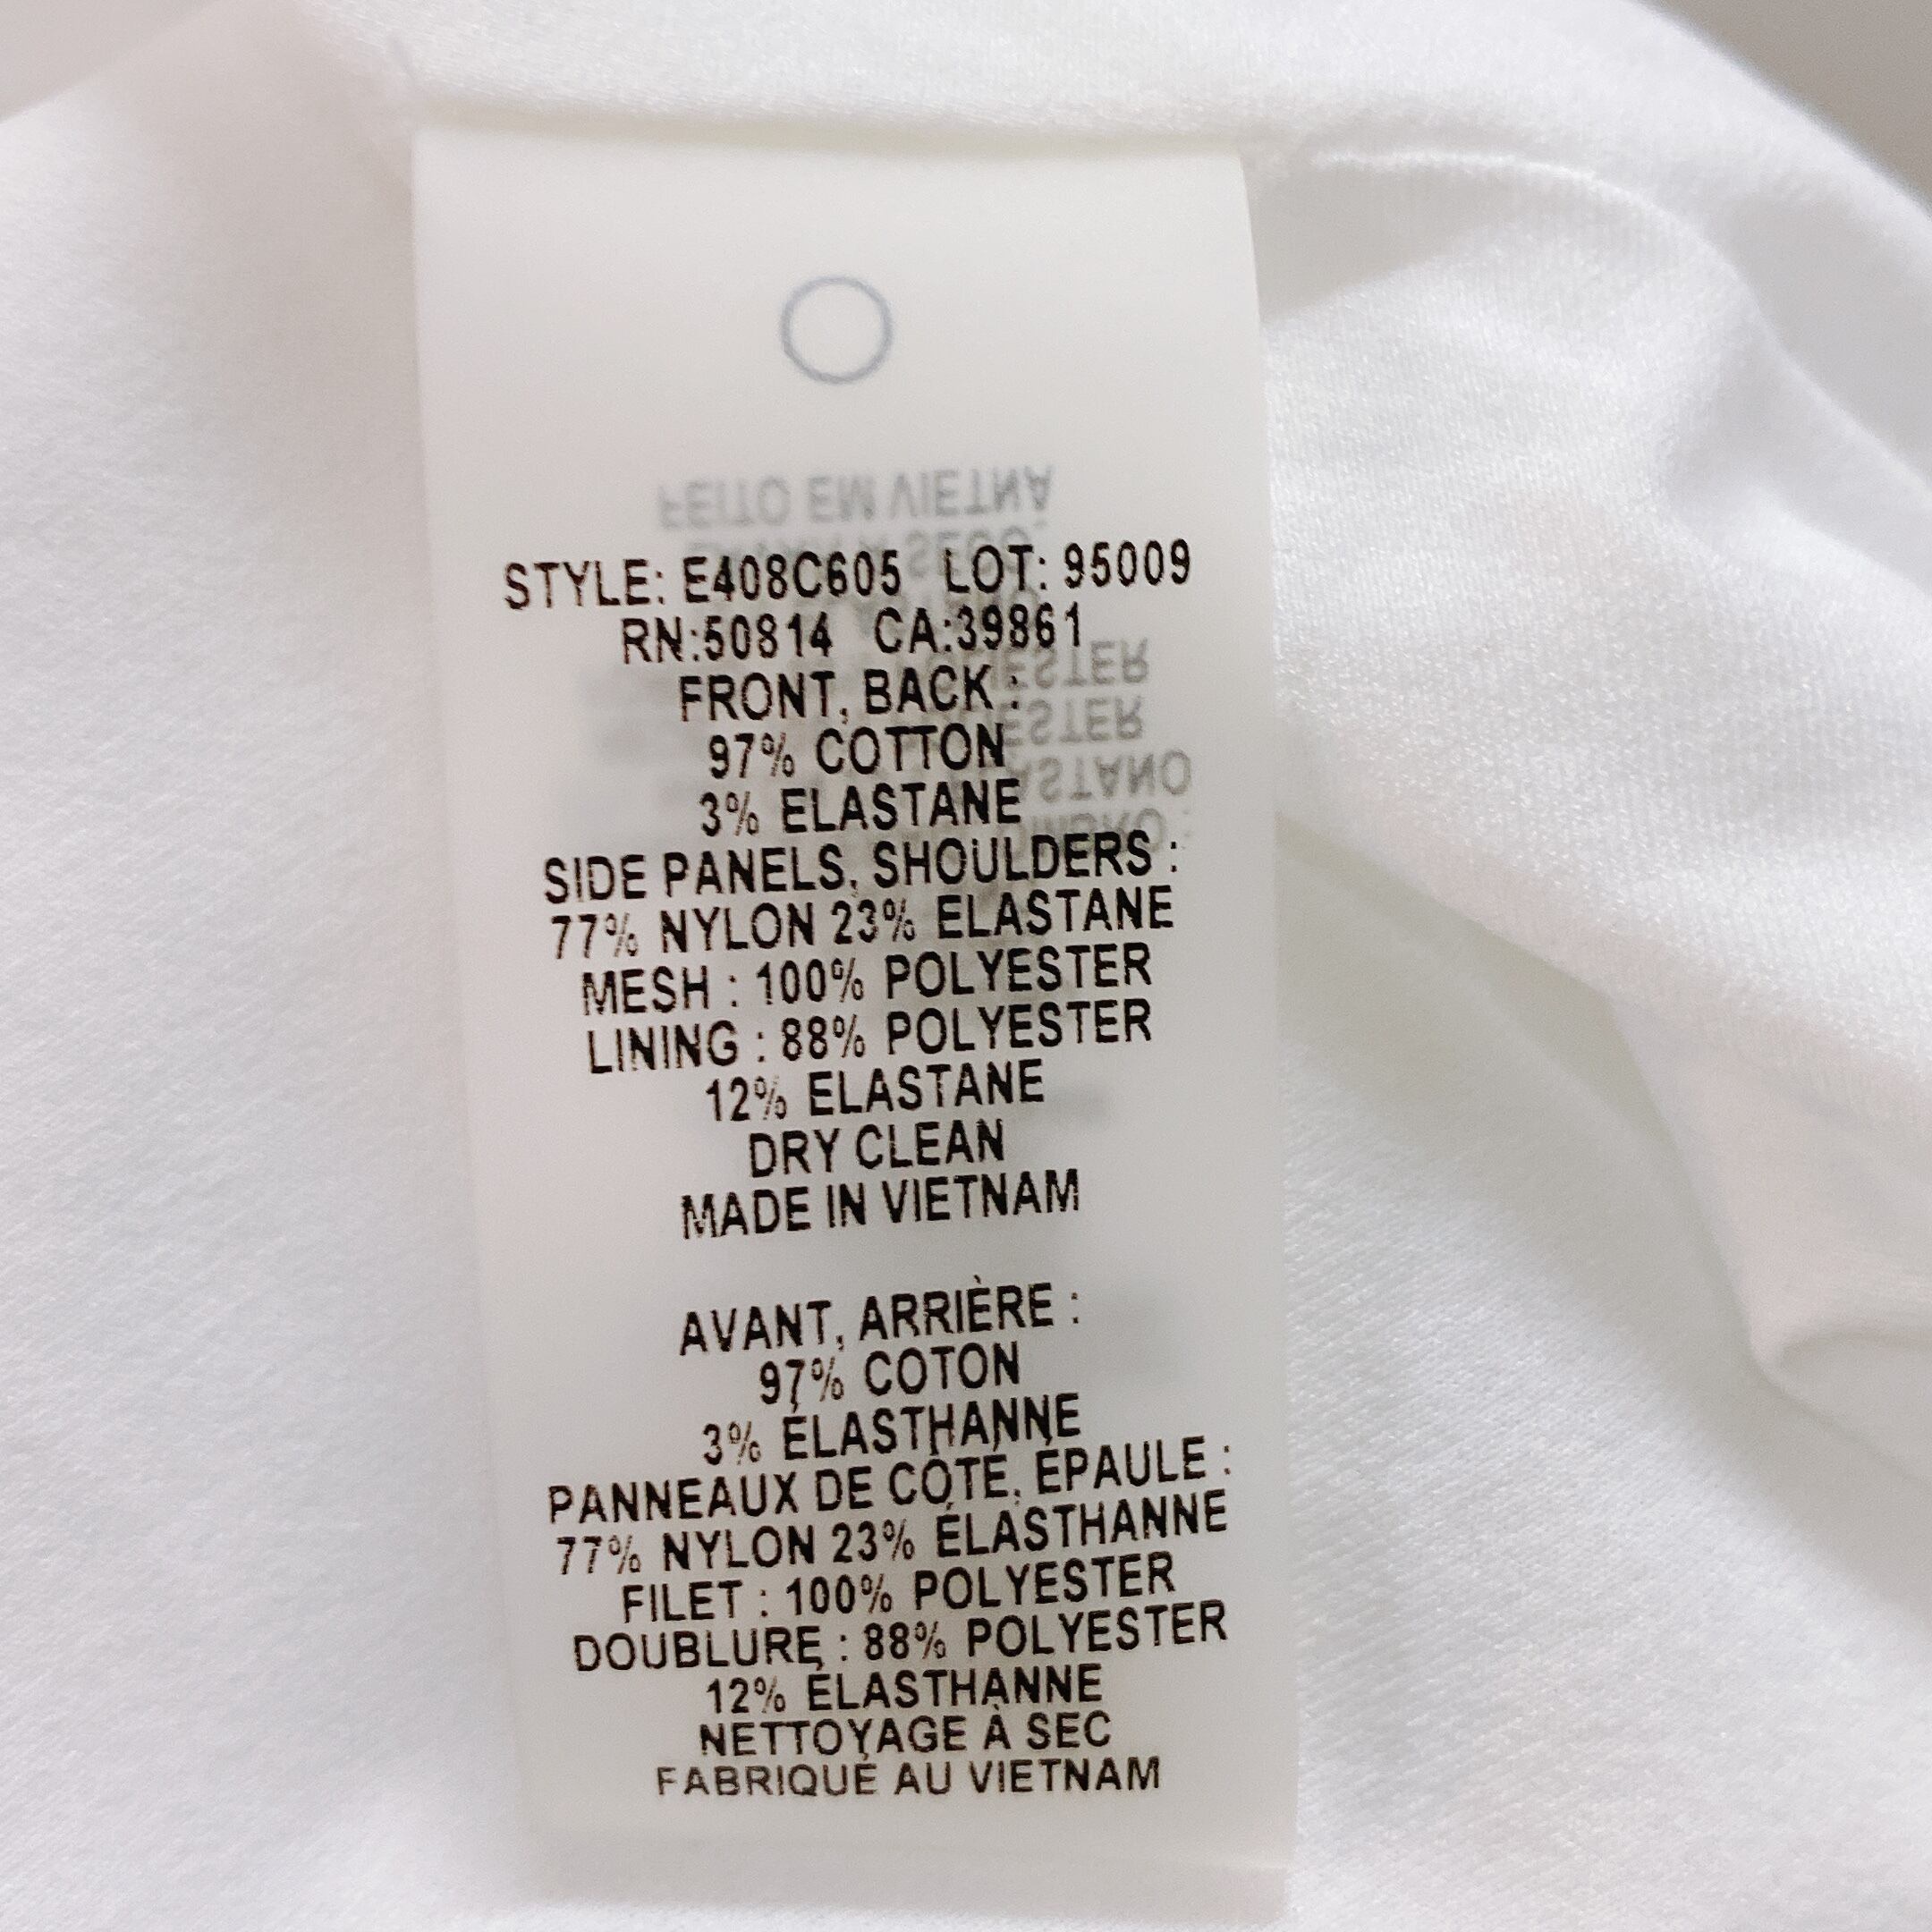 STYLE: E408C605 LOT: 95009
RN:50814 CA:39861
FRONT, BACK :
97% COTTON
3% ELASTANE
SIDE PANELS, SHOULDERS :
77% NYLON 23% ELASTANE
MESH : 100% POLYESTER
LINING : 88% POLYESTER
12% ELASTANE
DRY CLEAN
MADE IN VIETNAM
AVANT, ARRIÈRE :
97% COTON
3% ÉLASTHANNE
PANNEAUX DE CÔTÉ, ÉPAULE :
77% NYLON 23% ÉLASTHANNE
FILET : 100% POLYESTER
DOUBLURE : 88% POLYESTER
12% ÉLASTHANNE
NETTOYAGE À SEC
FABRIQUÉ AU VIETNAM